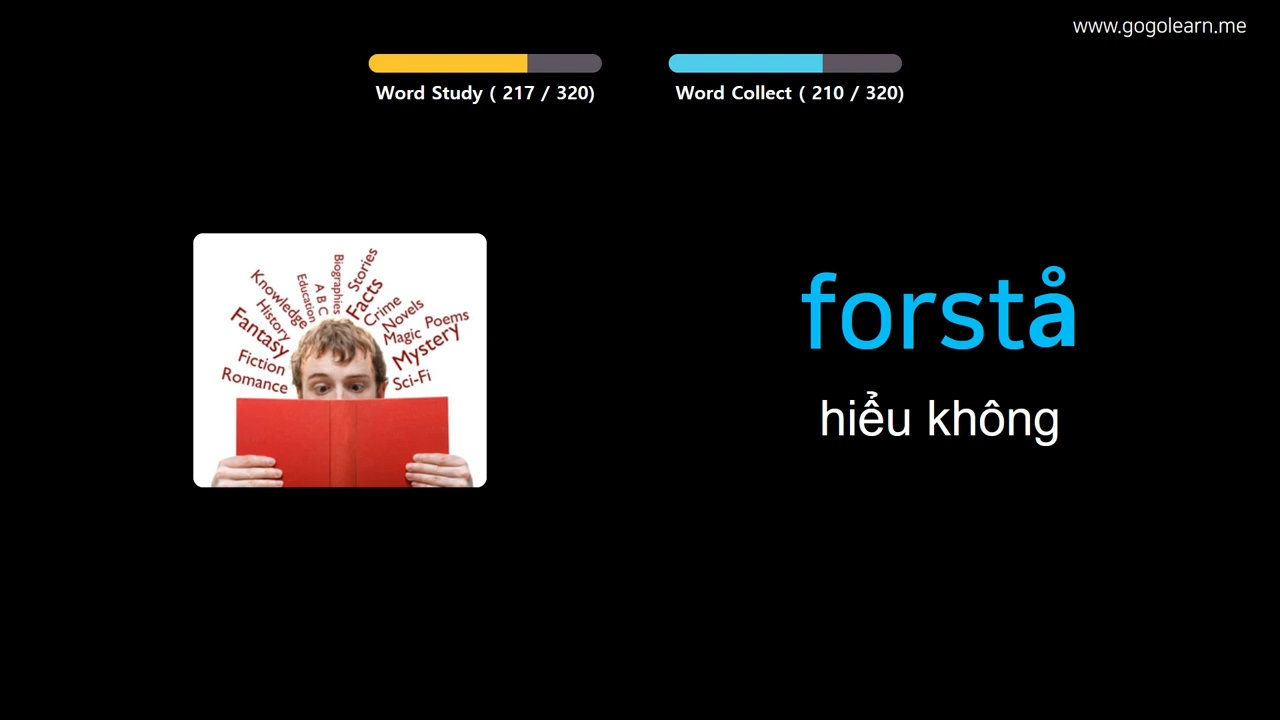 www.gogolearn.me
Word Study ( 217 / 320)
Word Collect ( 210 / 320)
Knowledge
History
Fantasy
Fiction
Romance
Education
A B C
Biographies
Stories
Facts
Crime
Novels
Magic
Poems
Mystery
Sci-Fi
forstå
hiểu không